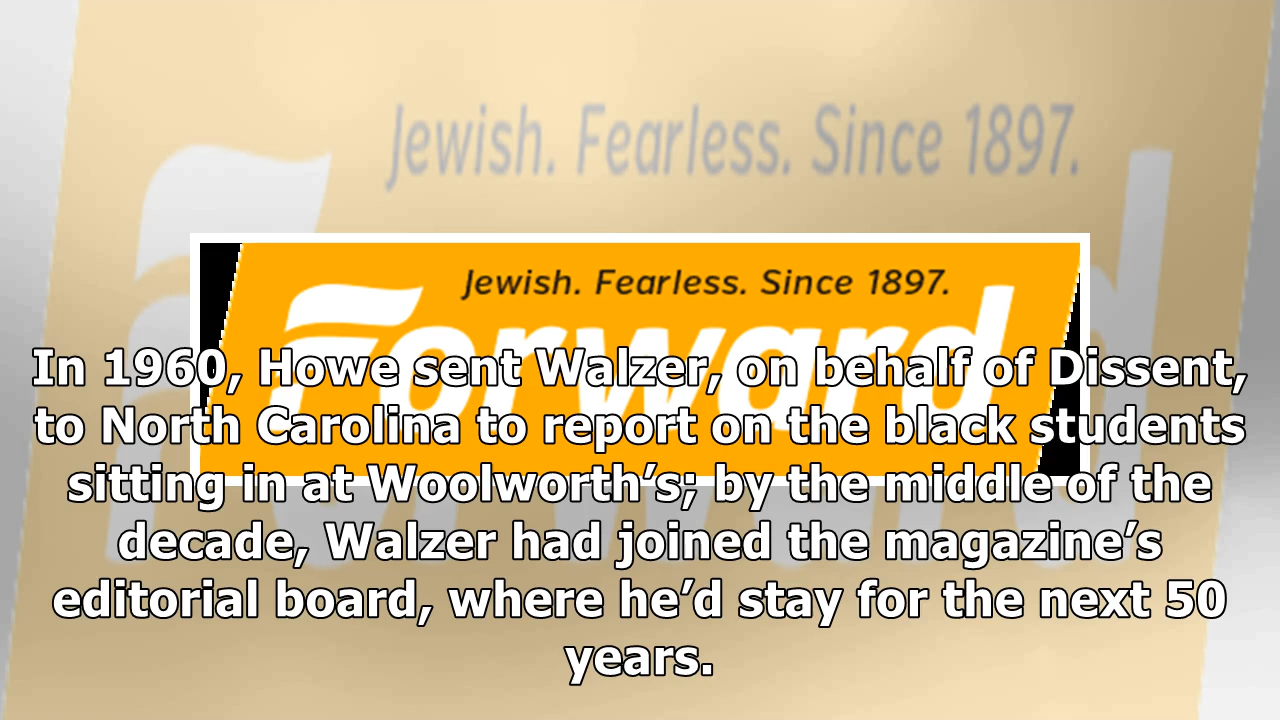 Jewish. Fearless. Since 1897.
Jewish. Fearless. Since 1897.
Forward
In 1960, Howe sent Walzer, on behalf of Dissent,
to North Carolina to report on the black students
sitting in at Woolworth’s; by the middle of the
decade, Walzer had joined the magazine’s
editorial board, where he’d stay for the next 50
years.